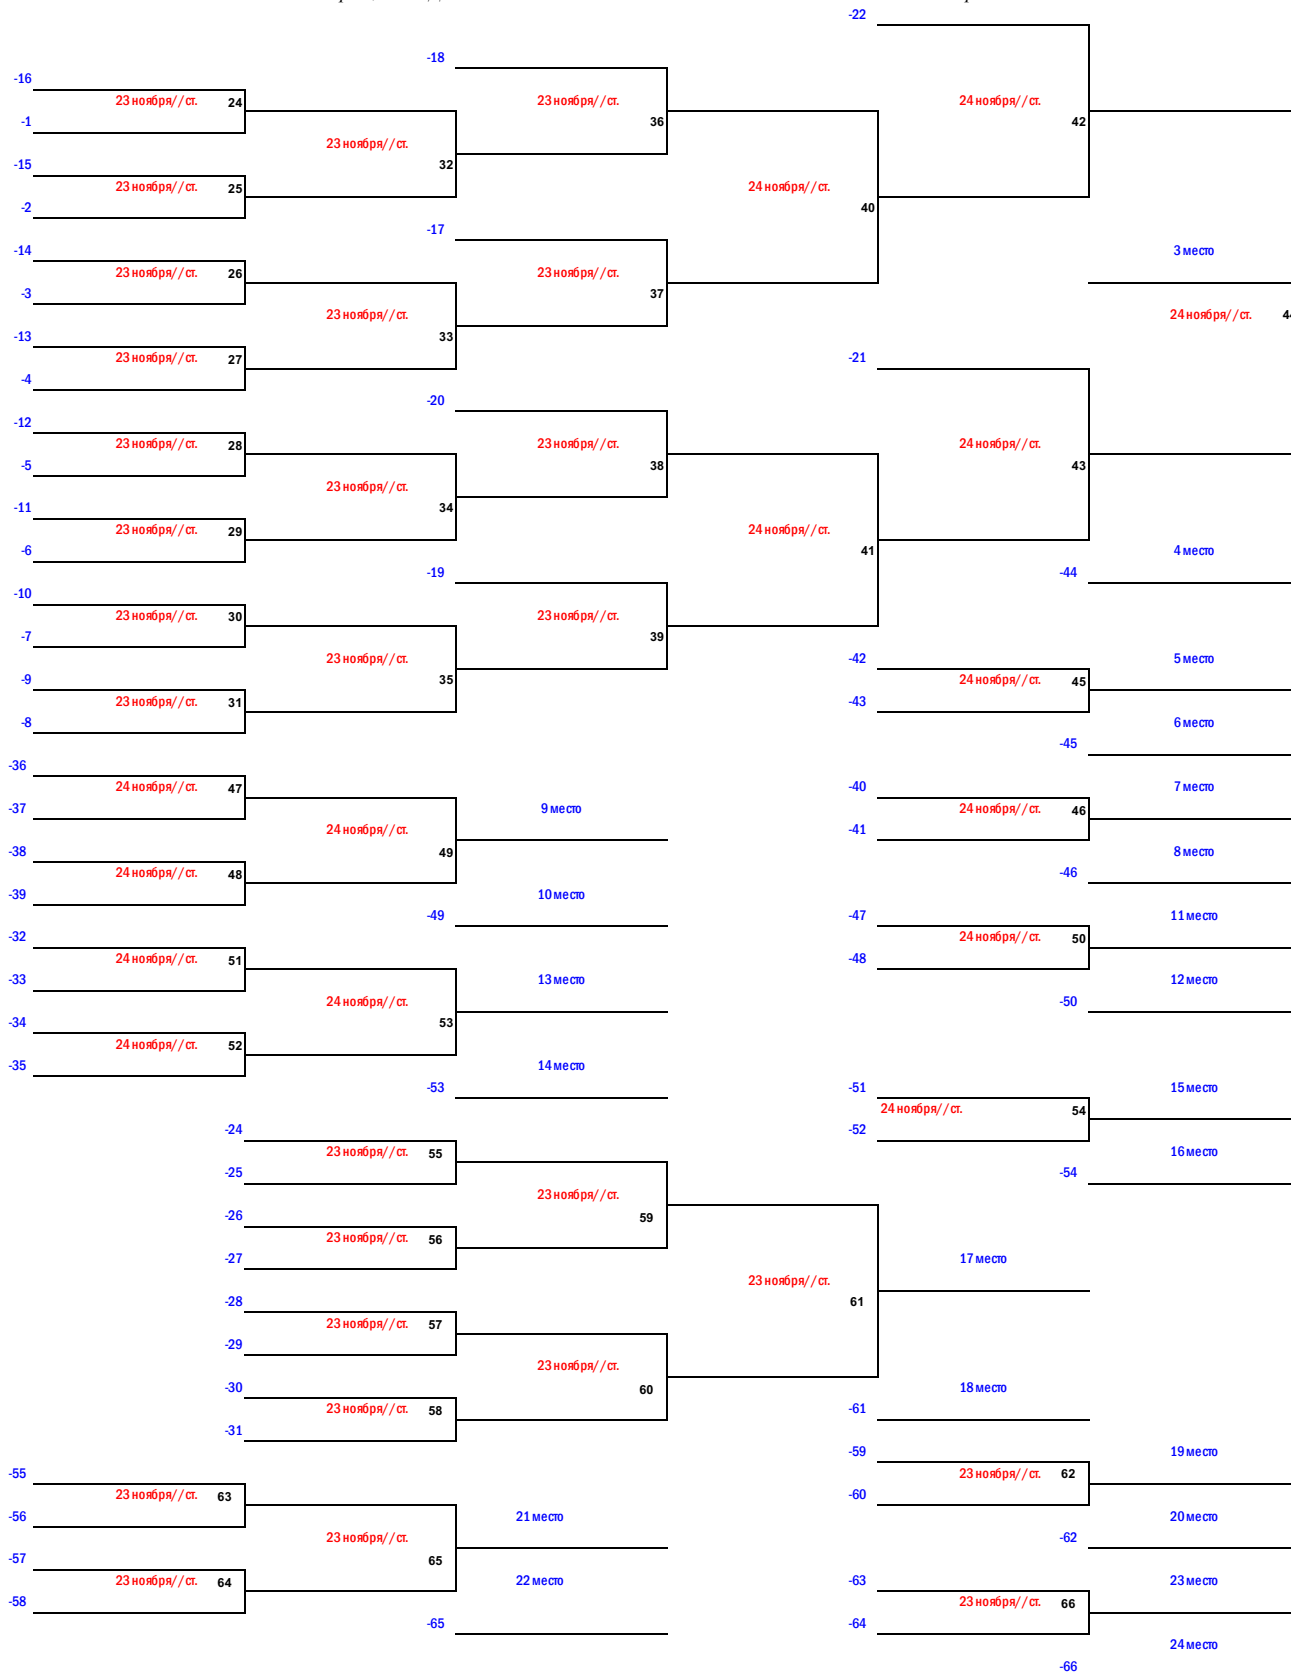 -22
-18
-16
23 ноября//ст. 24
23 ноября//ст.
24 ноября//ст.
-1
36
42
23 ноября//ст.
-15
32
23 ноября//ст. 25
24 ноября//ст.
-2
40
-17
-14
3 место
23 ноября//ст. 26
23 ноября//ст.
-3
37
23 ноября//ст.
24 ноября//ст.
-13
33
23 ноября//ст. 27
-21
-4
-20
-12
23 ноября//ст. 28
23 ноября//ст.
24 ноября//ст.
-5
38
43
23 ноября//ст.
-11
34
23 ноября//ст. 29
24 ноября//ст.
-6
41
4 место
-19
-44
-10
23 ноября//ст. 30
23 ноября//ст.
-7
39
23 ноября//ст.
-42
5 место
-9
35
24 ноября//ст. 45
23 ноября//ст. 31
-43
-8
6 место
-45
-36
24 ноября//ст. 47
-40
7 место
-37
9 место
24 ноября//ст. 46
24 ноября//ст.
-41
-38
49
8 место
24 ноября//ст. 48
-46
-39
10 место
-49
-47
11 место
-32
24 ноября//ст. 50
24 ноября//ст. 51
-48
-33
13 место
12 место
24 ноября//ст.
-50
-34
53
24 ноября//ст. 52
-35
14 место
-53
-51
15 место
24 ноября//ст. 54
-24
-52
23 ноября//ст. 55
16 место
-25
-54
23 ноября//ст.
-26
59
23 ноября//ст. 56
-27
17 место
23 ноября//ст.
-28
61
23 ноября//ст. 57
-29
23 ноября//ст.
-30
60
18 место
23 ноября//ст. 58
-61
-31
-59
19 место
-55
23 ноября//ст. 62
23 ноября//ст. 63
-60
-56
21 место
20 место
23 ноября//ст.
-62
-57
65
23 ноября//ст. 64
22 место
-63
23 место
-58
23 ноября//ст. 66
-65
-64
24 место
-66